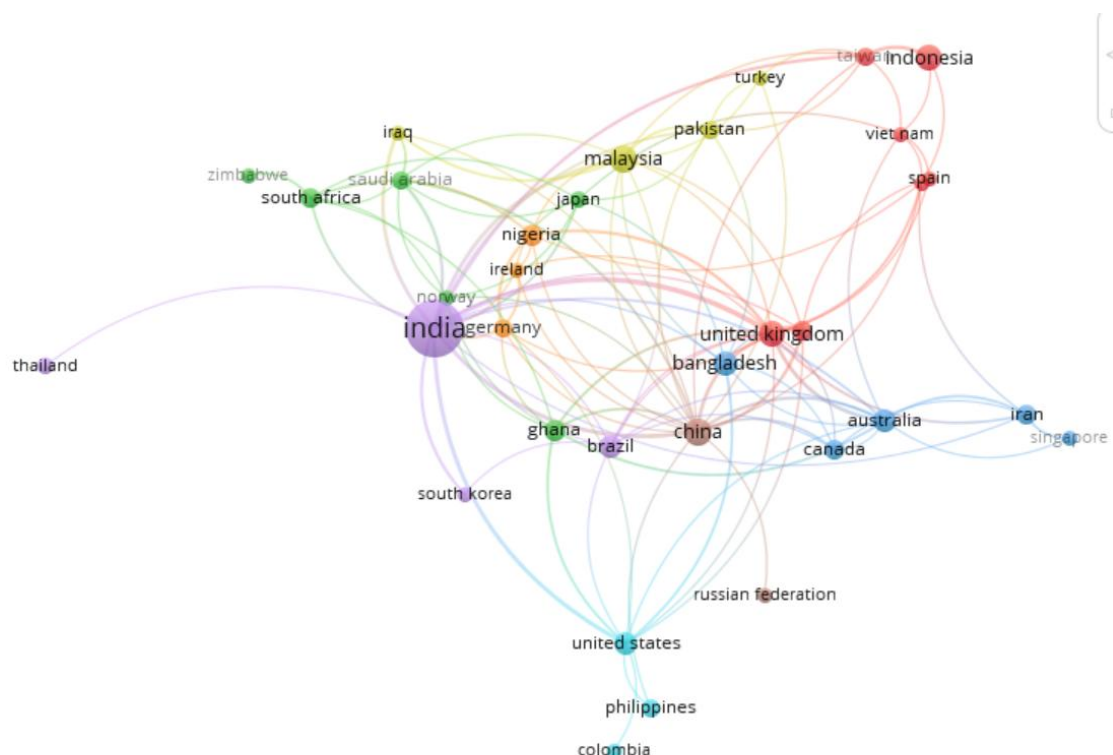 taiwan
indonesia
turkey
iraq
pakistan
viet nam
malaysia
zimbabwe
saudi arabia
spain
south africa
japan
nigeria
ireland
norway
india
germany
united kingdom
thailand
bangladesh
ghana
brazil
china
australia
iran
singapore
canada
south korea
russian federation
united states
philippines
colombia